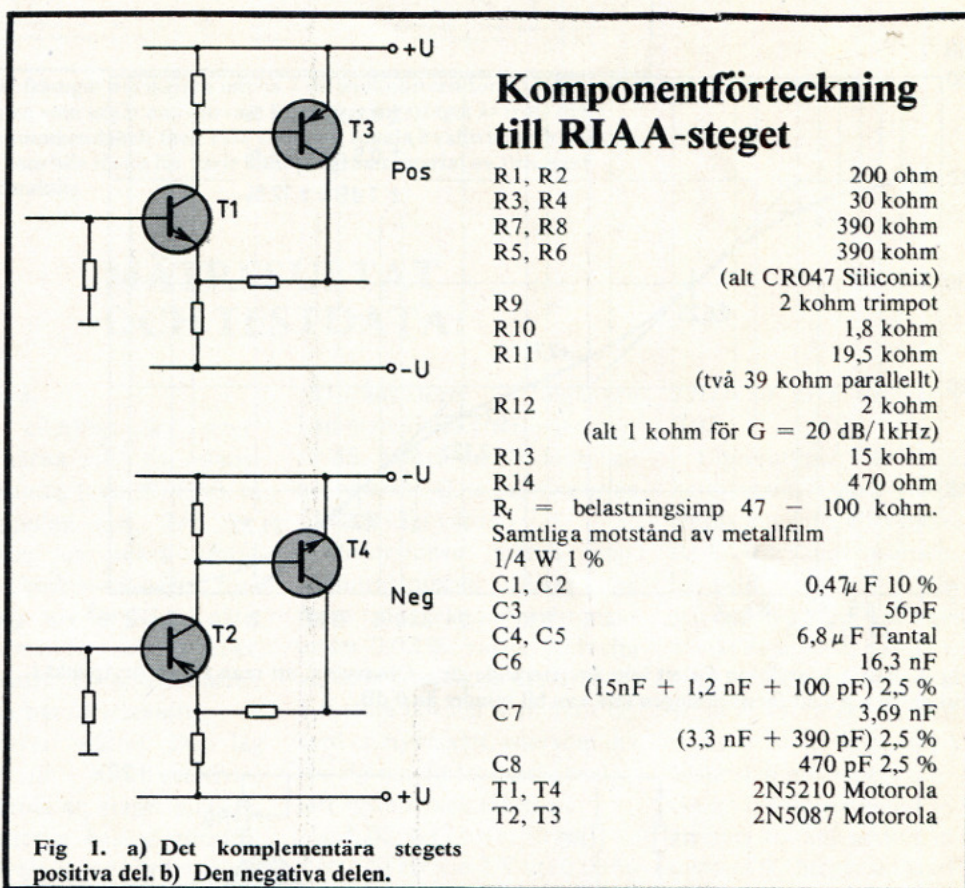 +U
T3
Pos
T1
-U
-U
T4
Neg
T2
+U
Fig 1. a) Det komplementära stegets
positiva del. b) Den negativa delen.
Komponentförteckning
till RIAA-steget
R1, R2 200 ohm
R3, R4 30 kohm
R7, R8 390 kohm
R5, R6 390 kohm
(alt CR047 Siliconix)
R9 2 kohm trimpot
R10 1,8 kohm
R11 19,5 kohm
(två 39 kohm parallellt)
R12 2 kohm
(alt 1 kohm för G = 20 dB/1kHz)
R13 15 kohm
R14 470 ohm
Rℓ = belastningsimp 47 – 100 kohm.
Samtliga motstånd av metallfilm
1/4 W 1 %
C1, C2 0,47μ F 10 %
C3 56pF
C4, C5 6,8 μ F Tantal
C6 16,3 nF
(15nF + 1,2 nF + 100 pF) 2,5 %
C7 3,69 nF
(3,3 nF + 390 pF) 2,5 %
C8 470 pF 2,5 %
T1, T4 2N5210 Motorola
T2, T3 2N5087 Motorola